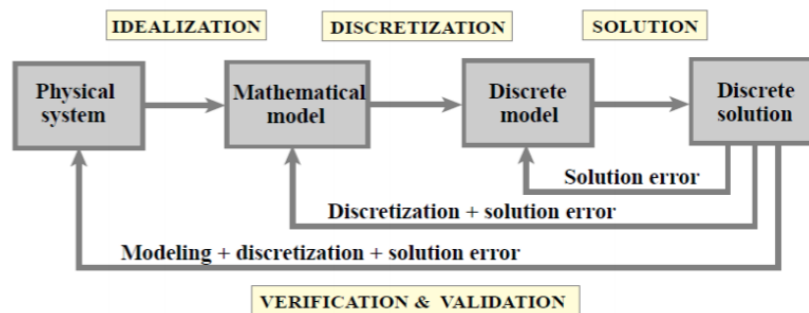 IDEALIZATION
DISCRETIZATION
SOLUTION
Physical
system
Mathematical
model
Discrete
model
Discrete
solution
Solution error
Discretization + solution error
Modeling + discretization + solution error
VERIFICATION & VALIDATION